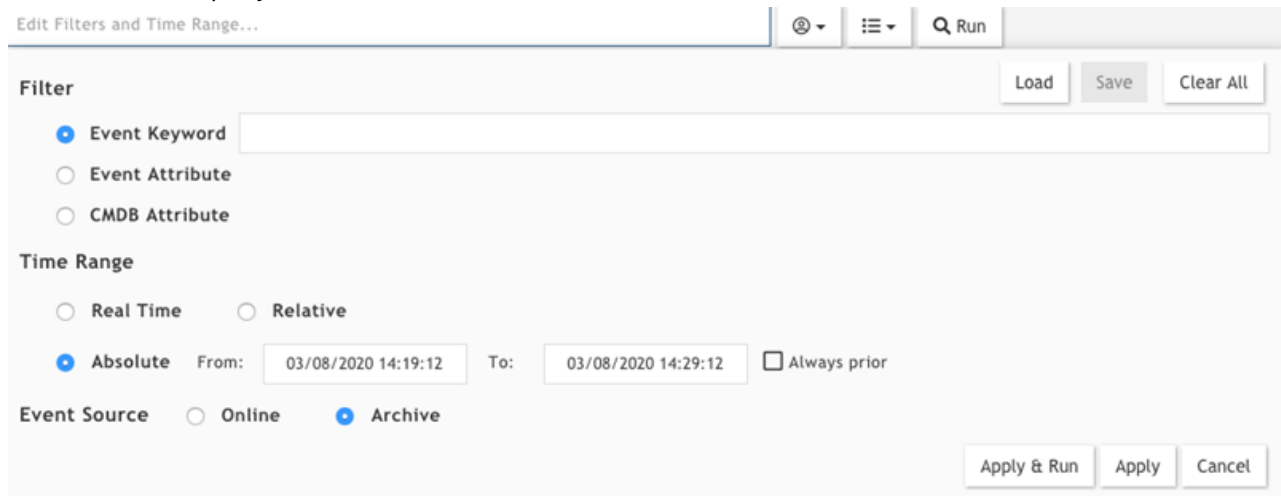 Edit Filters and Time Range...
Run
Filter
Load Save Clear All
Event Keyword
Event Attribute
CMDB Attribute
Time Range
Real Time Relative
Absolute From: 03/08/2020 14:19:12 To: 03/08/2020 14:29:12 Always prior
Event Source Online Archive
Apply & Run Apply Cancel